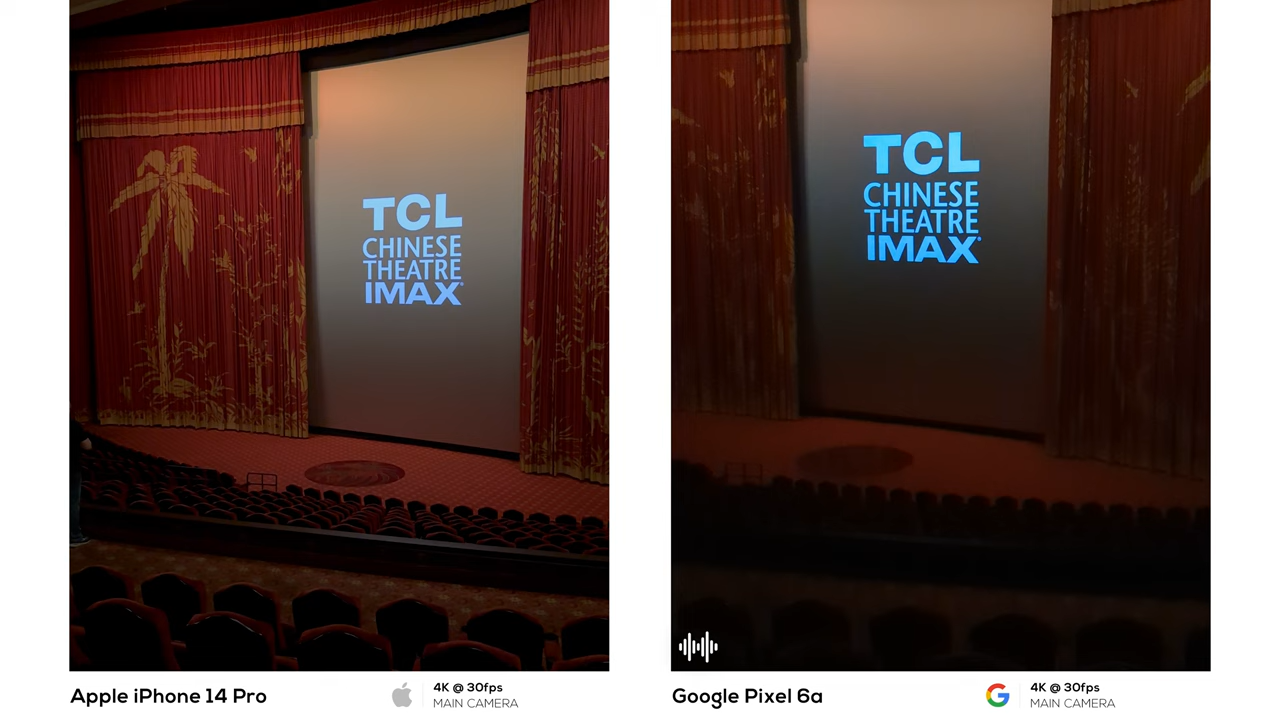 TCL
CHINESE
THEATRE
IMAX®
TCL
CHINESE
THEATRE
IMAX®
Apple iPhone 14 Pro
4K @ 30fps
MAIN CAMERA
Google Pixel 6a
4K @ 30fps
MAIN CAMERA